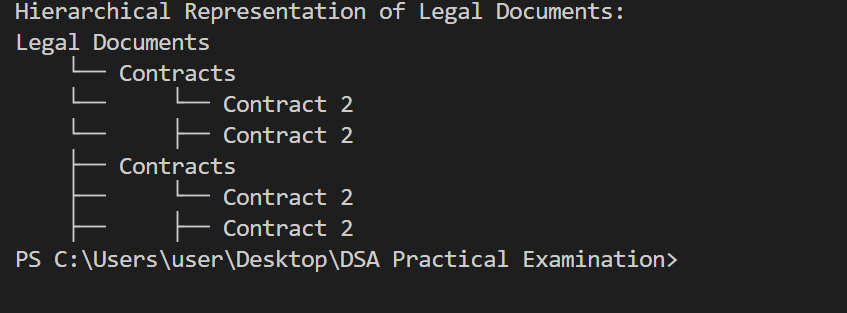 Hierarchical Representation of Legal Documents:
Legal Documents
    └── Contracts
    └──     └── Contract 2
    └──     ├── Contract 2
    ├── Contracts
    ├──     └── Contract 2
    ├──     ├── Contract 2
PS C:\Users\user\Desktop\DSA Practical Examination>